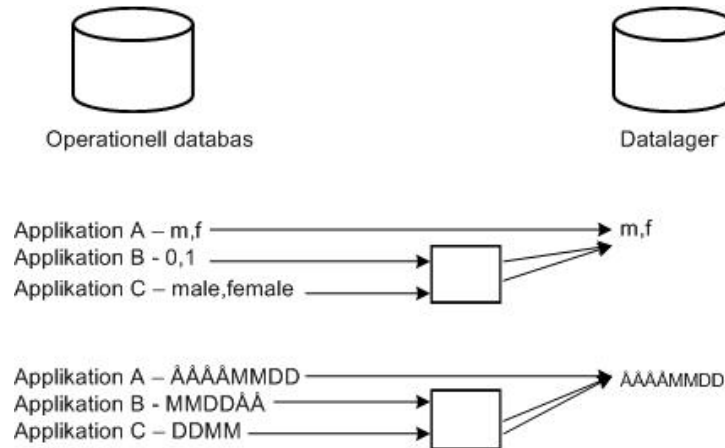 Operationell databas
Datalager
Applikation A – m,f
m,f
Applikation B - 0,1
Applikation C – male,female
Applikation A – ÅÅÅÅMMDD
ÅÅÅÅMMDD
Applikation B - MMDDÅÅ
Applikation C – DDMM